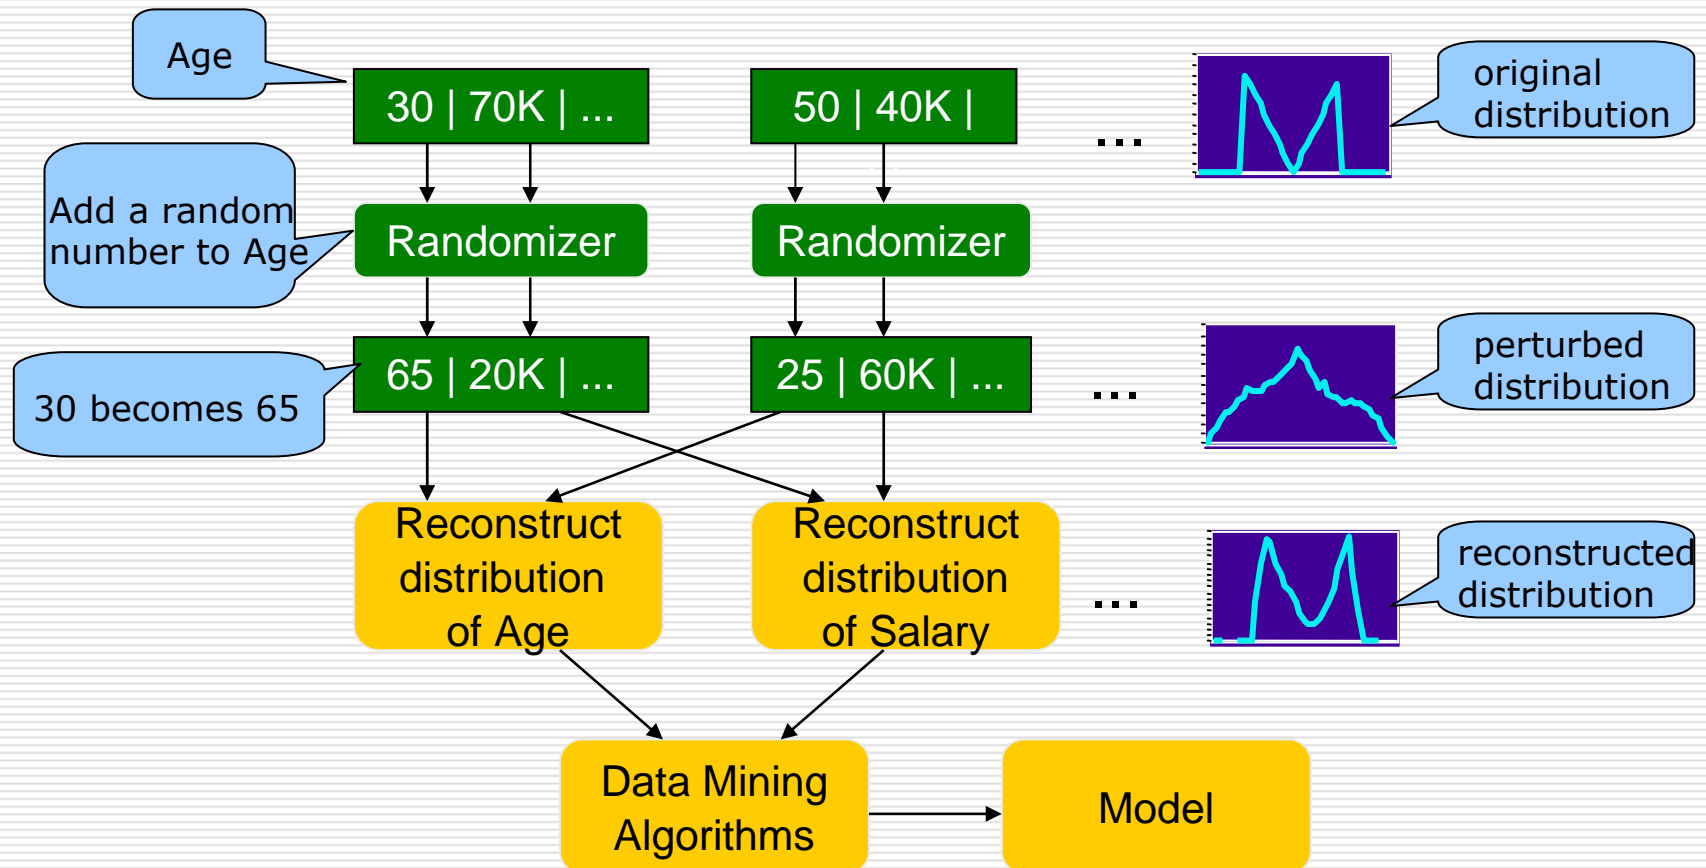 Age
30 | 70K | ...
50 | 40K |
...
original
distribution
Add a random
number to Age
Randomizer
Randomizer
30 becomes 65
65 | 20K | ...
25 | 60K | ...
...
perturbed
distribution
Reconstruct
distribution
of Age
Reconstruct
distribution
of Salary
...
reconstructed
distribution
Data Mining
Algorithms
Model